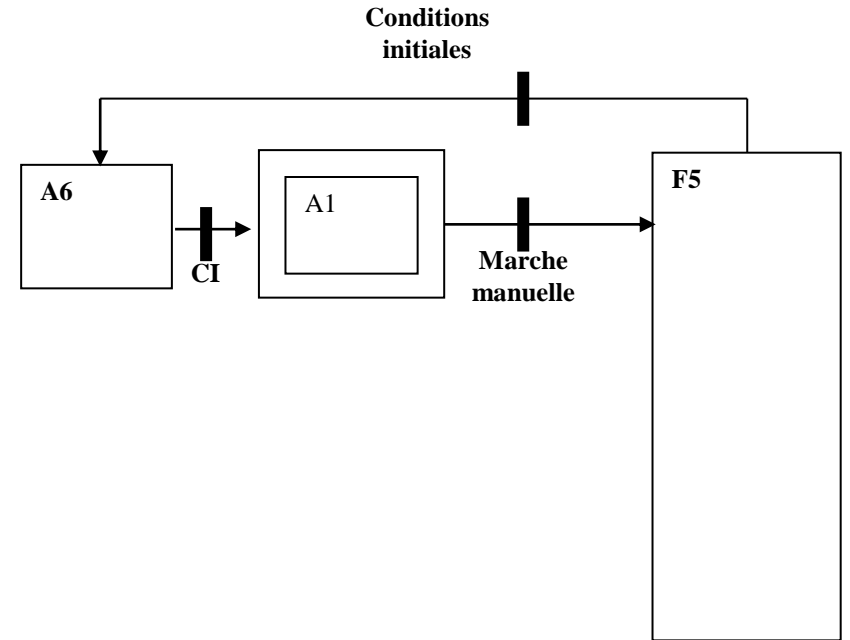 Conditions
initiales
A6
A1
F5
CI
Marche
manuelle